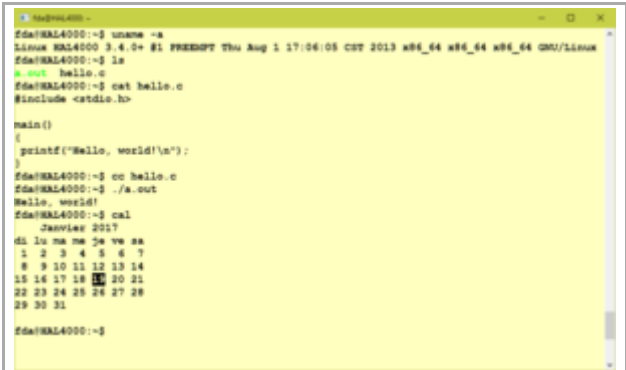 fda@HAL4000: ~
fda@HAL4000:~$ uname -a
Linux HAL4000 3.4.0+ #1 PREEMPT Thu Aug 1 17:06:05 CST 2013 x86_64 x86_64 x86_64 GNU/Linux
fda@HAL4000:~$ ls
a.out hello.c
fda@HAL4000:~$ cat hello.c
#include <stdio.h>
main()
{
printf("Hello, world!\n");
}
fda@HAL4000:~$ cc hello.c
fda@HAL4000:~$ ./a.out
Hello, world!
fda@HAL4000:~$ cal
Janvier 2017
di lu ma me je ve sa
1 2 3 4 5 6 7
8 9 10 11 12 13 14
15 16 17 18 19 20 21
22 23 24 25 26 27 28
29 30 31
fda@HAL4000:~$